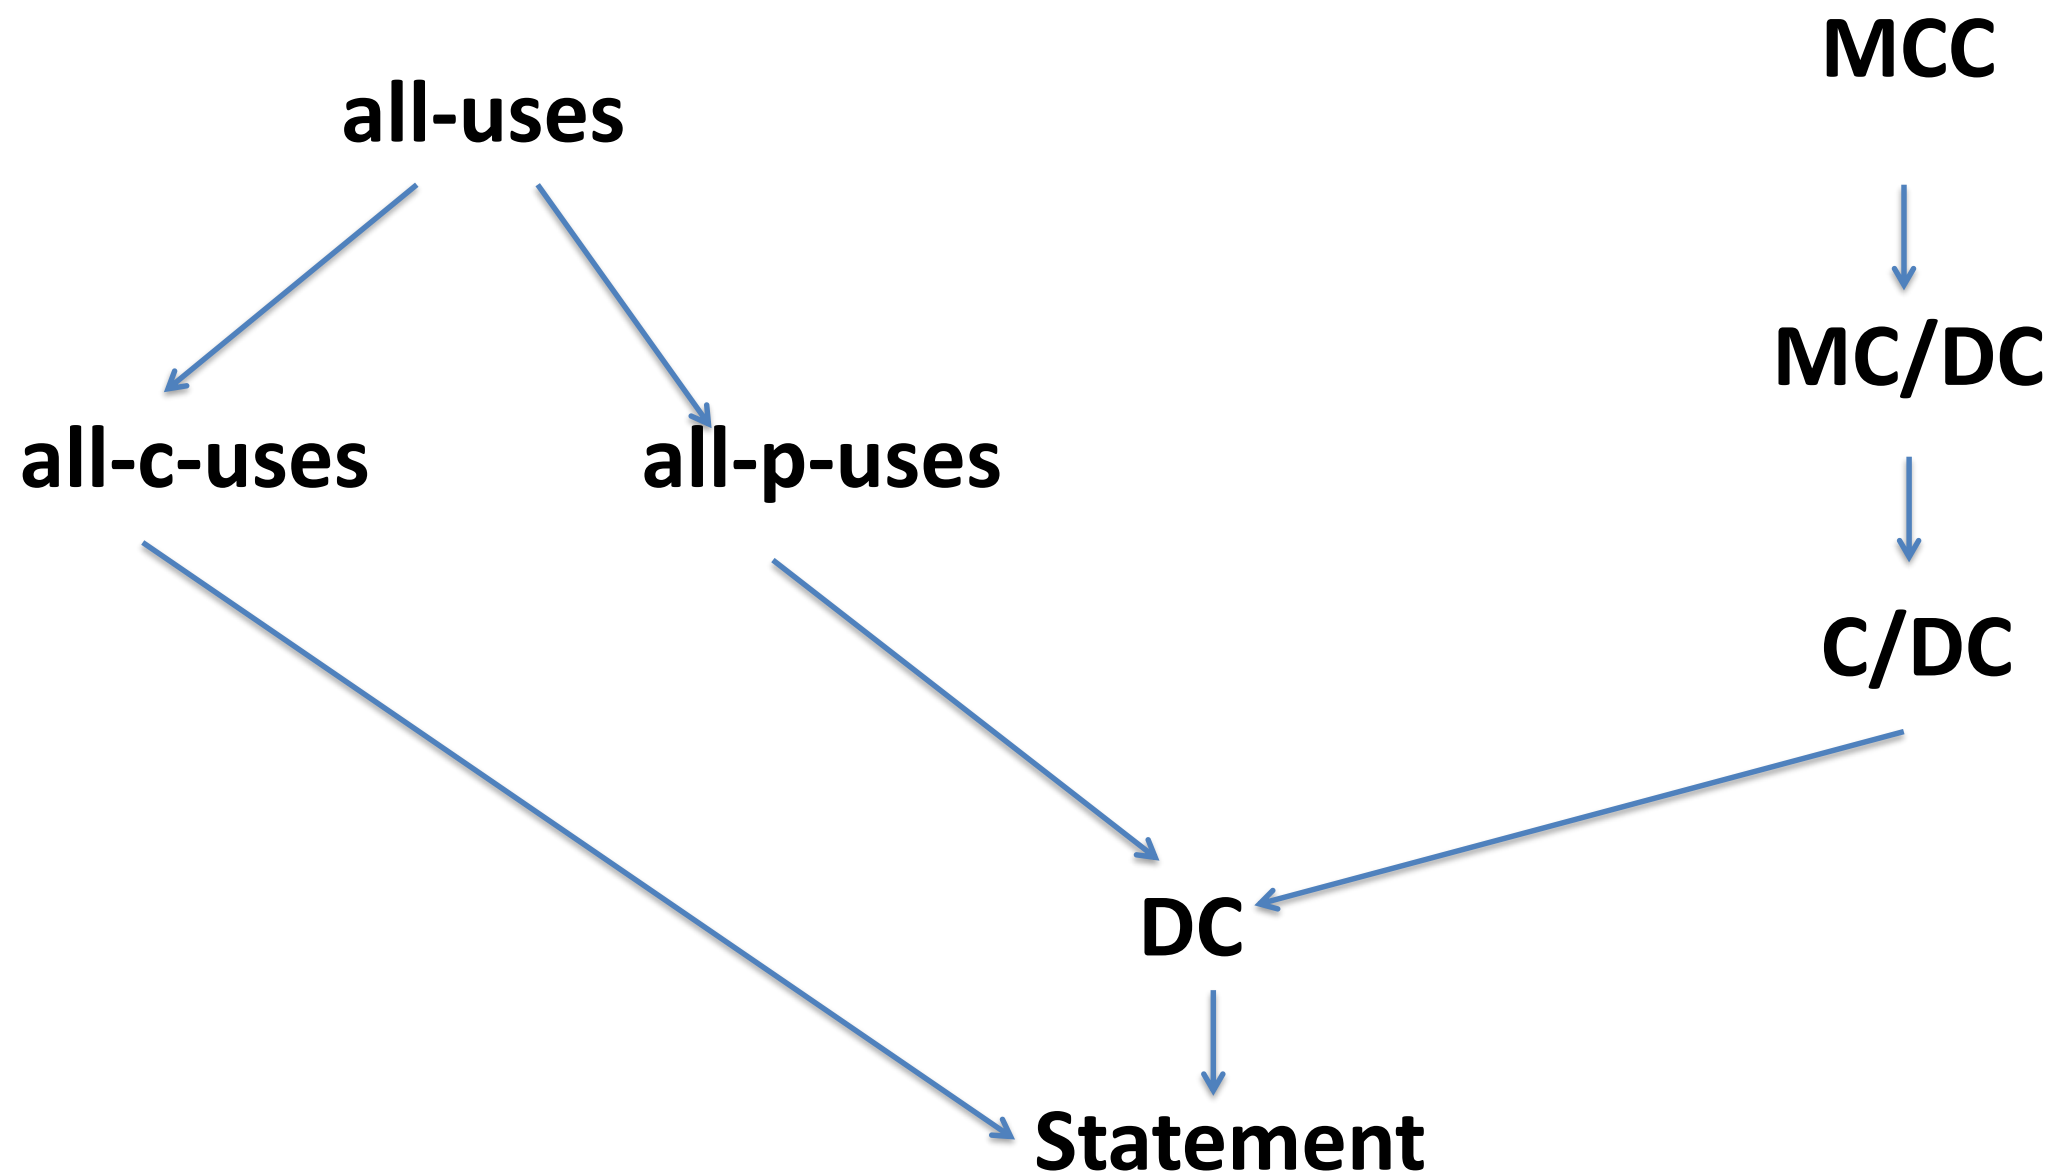 MCC
all-uses
MC/DC
all-c-uses
all-p-uses
C/DC
DC
Statement